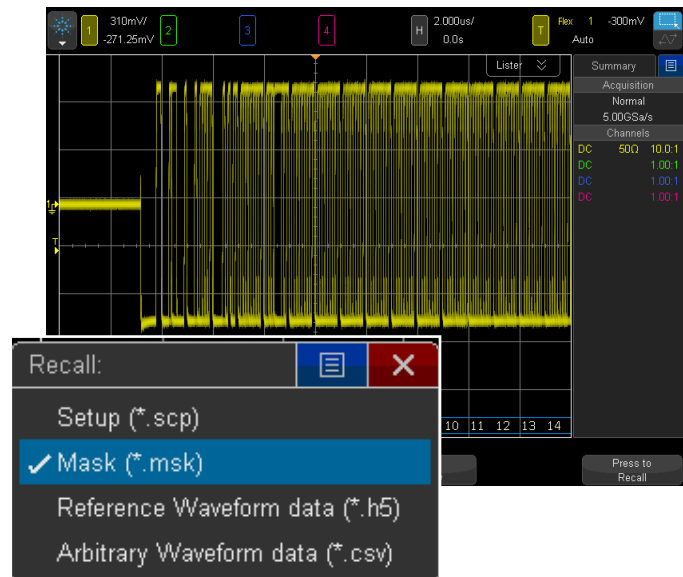 1 310mV/ 2 3 4 H 2.000us/ T Flex 1 -300mV
-271.25mV 0.0s Auto
Lister Summary
Acquisition
Normal
5.00GSa/s
Channels
DC 50Ω 10.0:1
DC 1.00:1
DC 1.00:1
DC 1.00:1
1
T
Recall:
Setup (*.scp)
Mask (*.msk)
Reference Waveform data (*.h5)
Arbitrary Waveform data (*.csv)
10 11 12 13 14
Press to
Recall